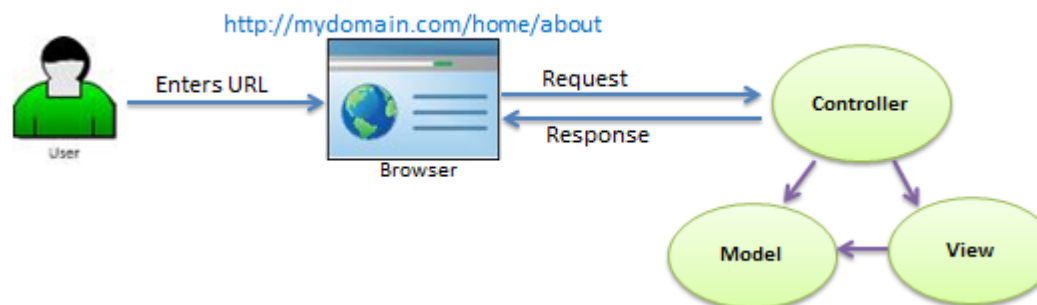 http://mydomain.com/home/about
Enters URL
User
Browser
Request
Response
Controller
Model
View